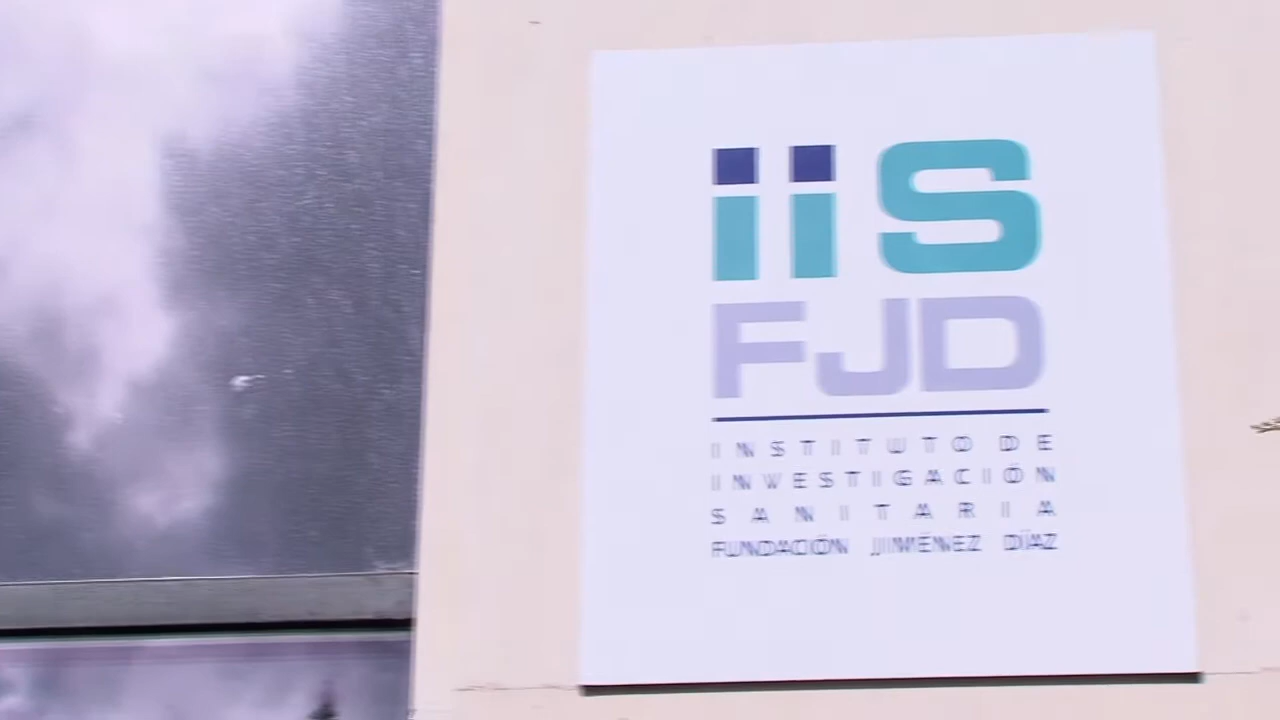 iiS
FJD
INSTITUTO DE
INVESTIGACIÓN
SANITARIA
FUNDACIÓN JIMÉNEZ DÍAZ